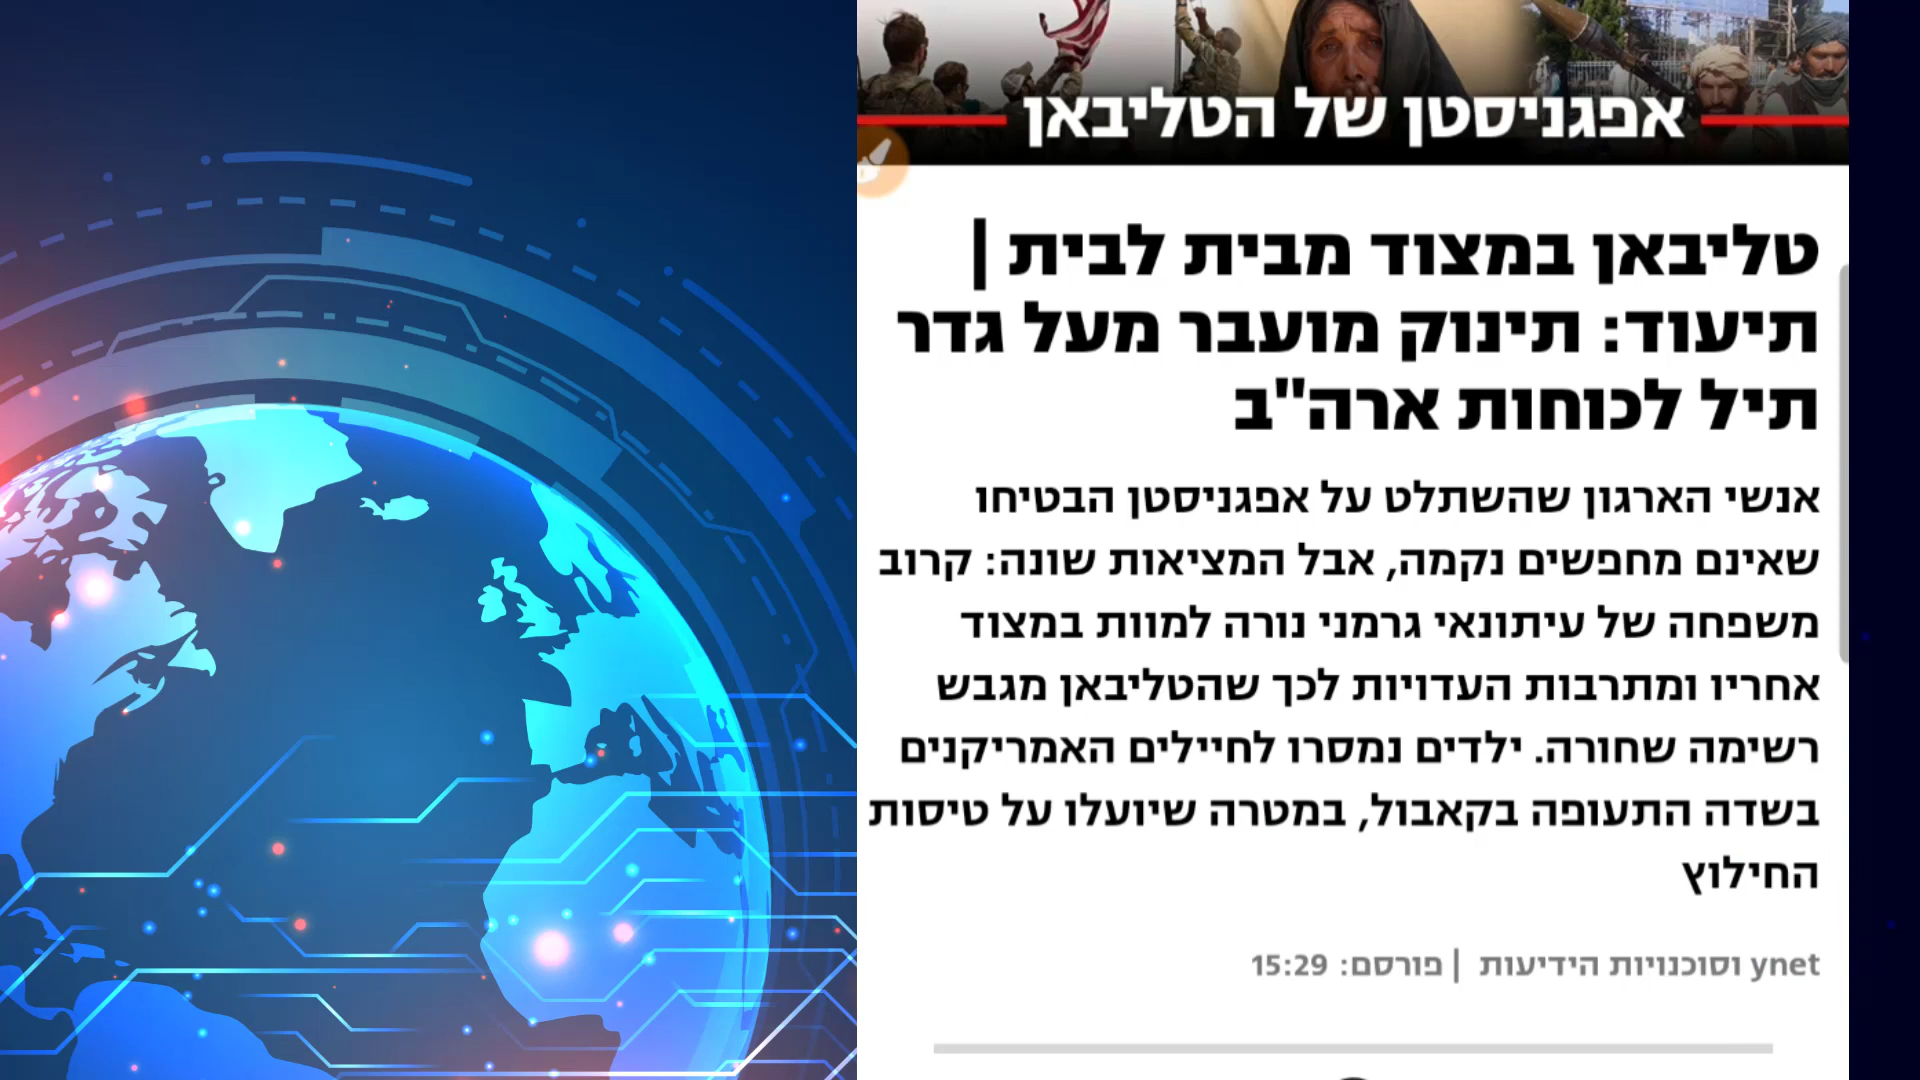 אפגניסטן של הטליבאן
טליבאן במצוד מבית לבית |
תיעוד: תינוק מועבר מעל גדר
תיל לכוחות ארה"ב
אנשי הארגון שהשתלט על אפגניסטן הבטיחו
שאינם מחפשים נקמה, אבל המציאות שונה: קרוב
משפחה של עיתונאי גרמני נורה למוות במצוד
אחריו ומתרבות העדויות לכך שהטליבאן מגבש
רשימה שחורה. ילדים נמסרו לחיילים האמריקנים
בשדה התעופה בקאבול, במטרה שיועלו על טיסות
החילוץ
ynet וסוכנויות הידיעות | פורסם: 15:29